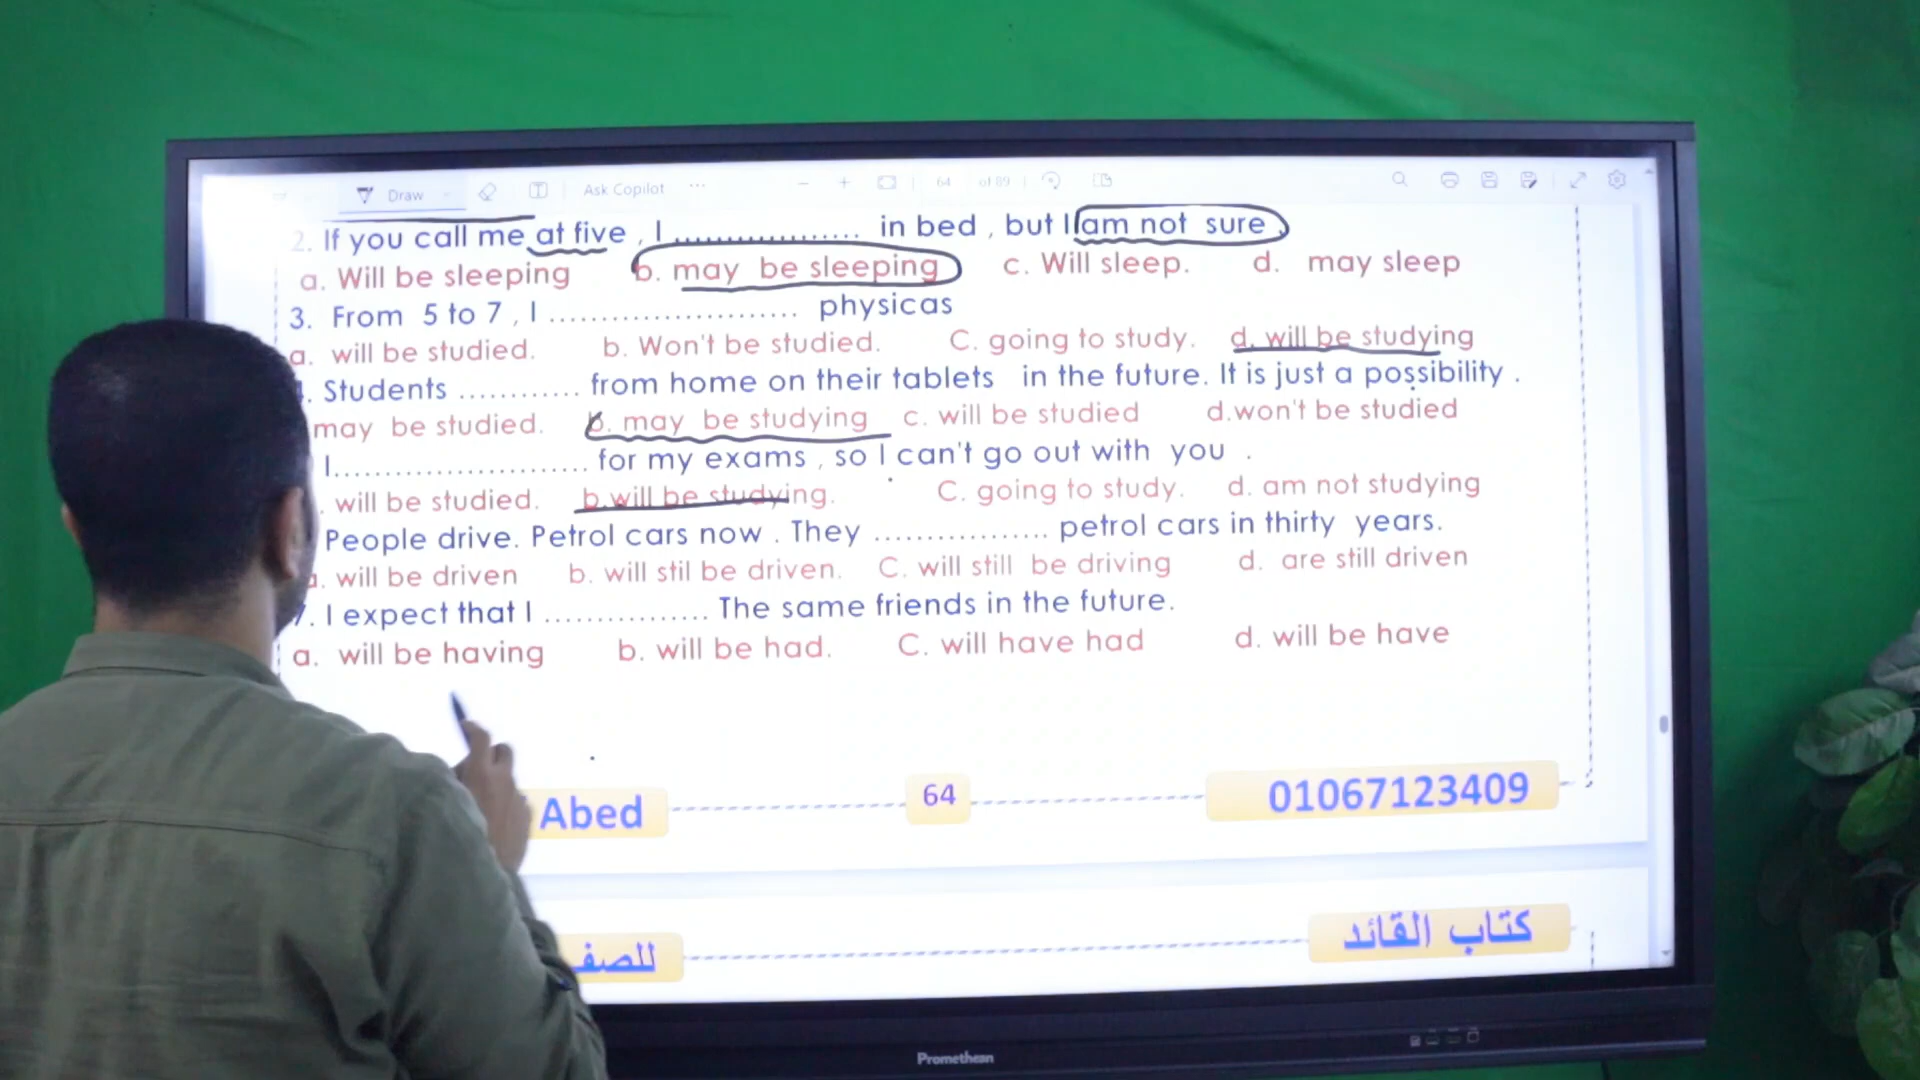 Draw Ask Copilot ... 64 of 89
2. If you call me at five , I .................. in bed , but I am not sure .
a. Will be sleeping b. may be sleeping c. Will sleep. d. may sleep
3. From 5 to 7 , I ........................ physicas
a. will be studied. b. Won't be studied. C. going to study. d. will be studying
. Students ............ from home on their tablets in the future. It is just a possibility .
may be studied. b. may be studying c. will be studied d.won't be studied
I......................... for my exams , so I can't go out with you .
. will be studied. b.will be studying. C. going to study. d. am not studying
People drive. Petrol cars now . They ................. petrol cars in thirty years.
a. will be driven b. will stil be driven. C. will still be driving d. are still driven
7. I expect that I ................ The same friends in the future.
a. will be having b. will be had. C. will have had d. will be have
Abed 64 01067123409
كتاب القائد للصف
Promethean